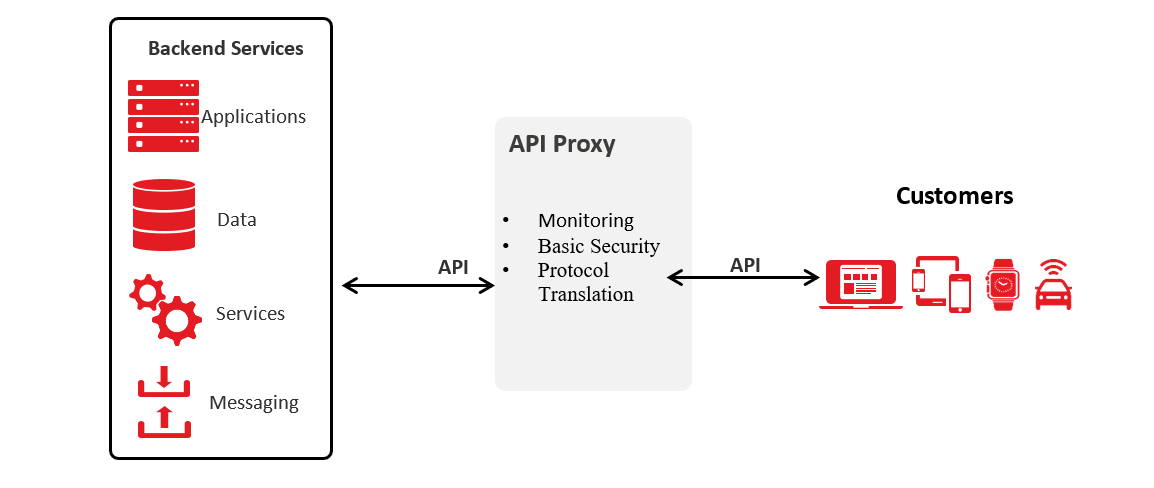 Backend Services
Applications
Data
Services
Messaging
API
API Proxy
• Monitoring
• Basic Security
• Protocol
Translation
API
Customers